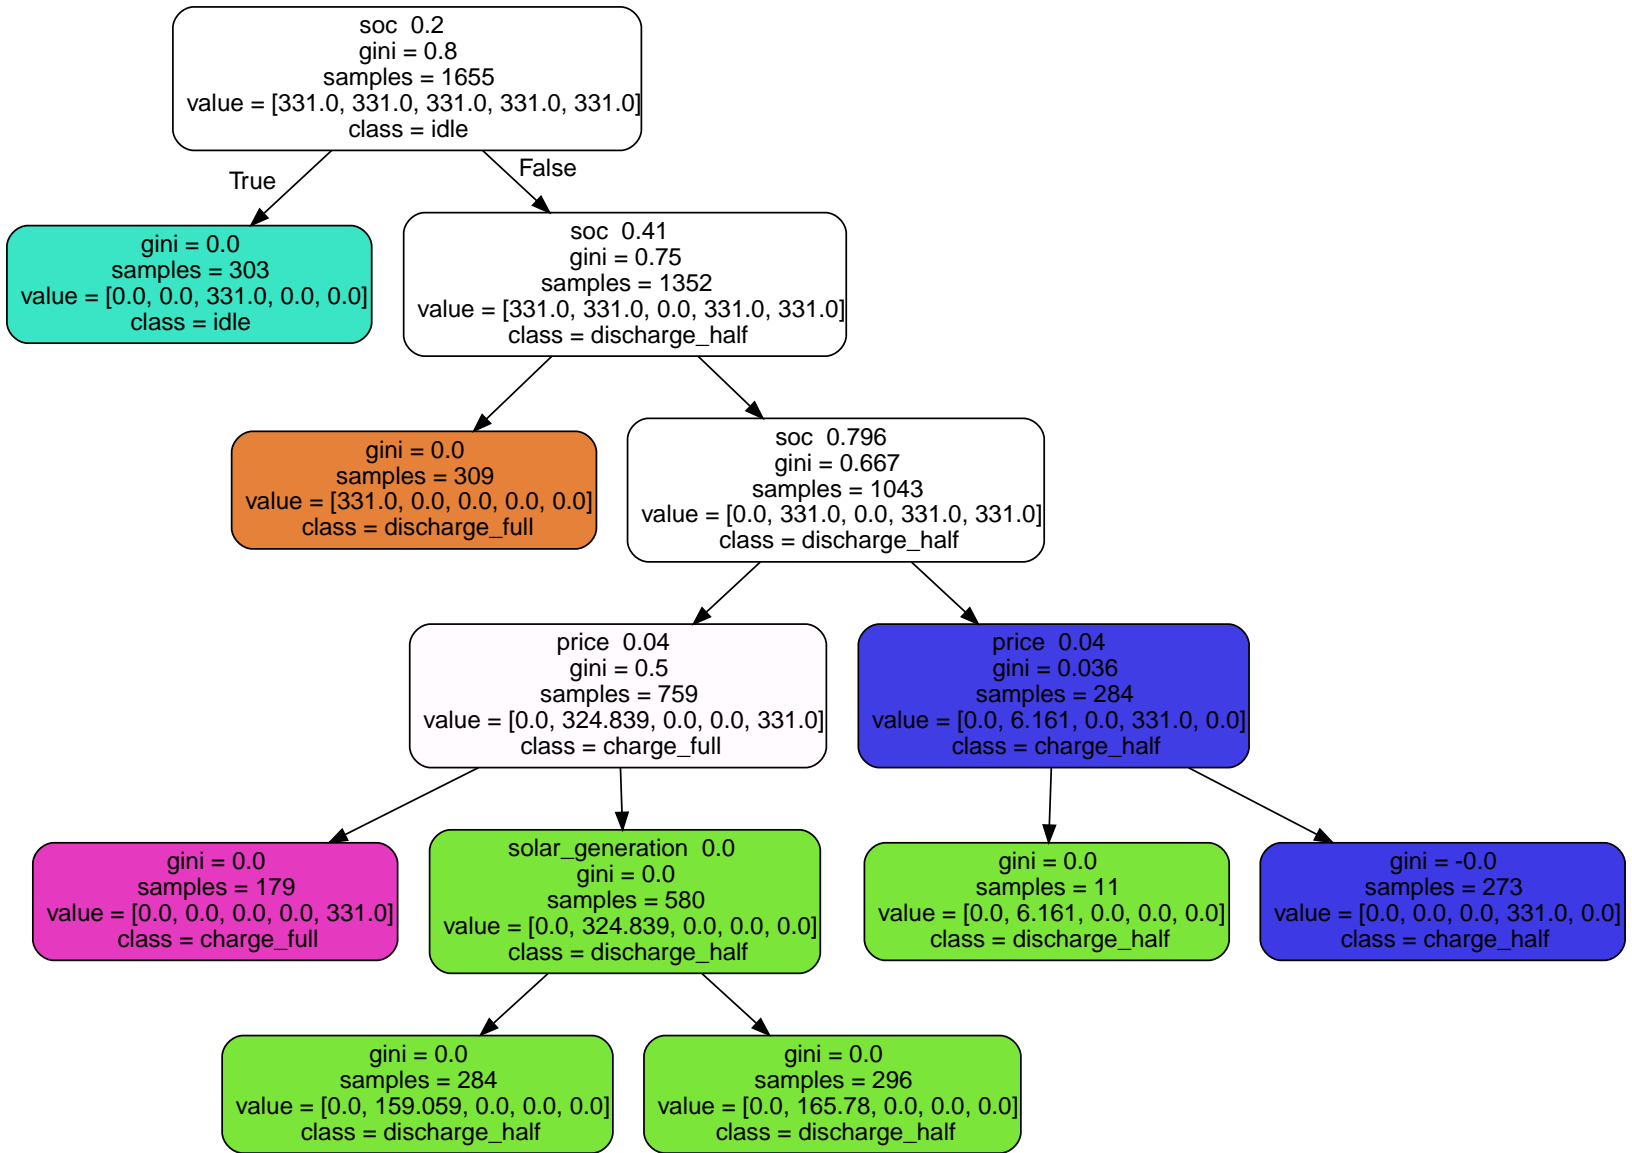 soc  0.2
gini = 0.8
samples = 1655
value = [331.0, 331.0, 331.0, 331.0, 331.0]
class = idle
True
False
gini = 0.0
samples = 303
value = [0.0, 0.0, 331.0, 0.0, 0.0]
class = idle
soc  0.41
gini = 0.75
samples = 1352
value = [331.0, 331.0, 0.0, 331.0, 331.0]
class = discharge_half
gini = 0.0
samples = 309
value = [331.0, 0.0, 0.0, 0.0, 0.0]
class = discharge_full
soc  0.796
gini = 0.667
samples = 1043
value = [0.0, 331.0, 0.0, 331.0, 331.0]
class = discharge_half
price  0.04
gini = 0.5
samples = 759
value = [0.0, 324.839, 0.0, 0.0, 331.0]
class = charge_full
price  0.04
gini = 0.036
samples = 284
value = [0.0, 6.161, 0.0, 331.0, 0.0]
class = charge_half
gini = 0.0
samples = 179
value = [0.0, 0.0, 0.0, 0.0, 331.0]
class = charge_full
solar_generation  0.0
gini = 0.0
samples = 580
value = [0.0, 324.839, 0.0, 0.0, 0.0]
class = discharge_half
gini = 0.0
samples = 11
value = [0.0, 6.161, 0.0, 0.0, 0.0]
class = discharge_half
gini = -0.0
samples = 273
value = [0.0, 0.0, 0.0, 331.0, 0.0]
class = charge_half
gini = 0.0
samples = 284
value = [0.0, 159.059, 0.0, 0.0, 0.0]
class = discharge_half
gini = 0.0
samples = 296
value = [0.0, 165.78, 0.0, 0.0, 0.0]
class = discharge_half